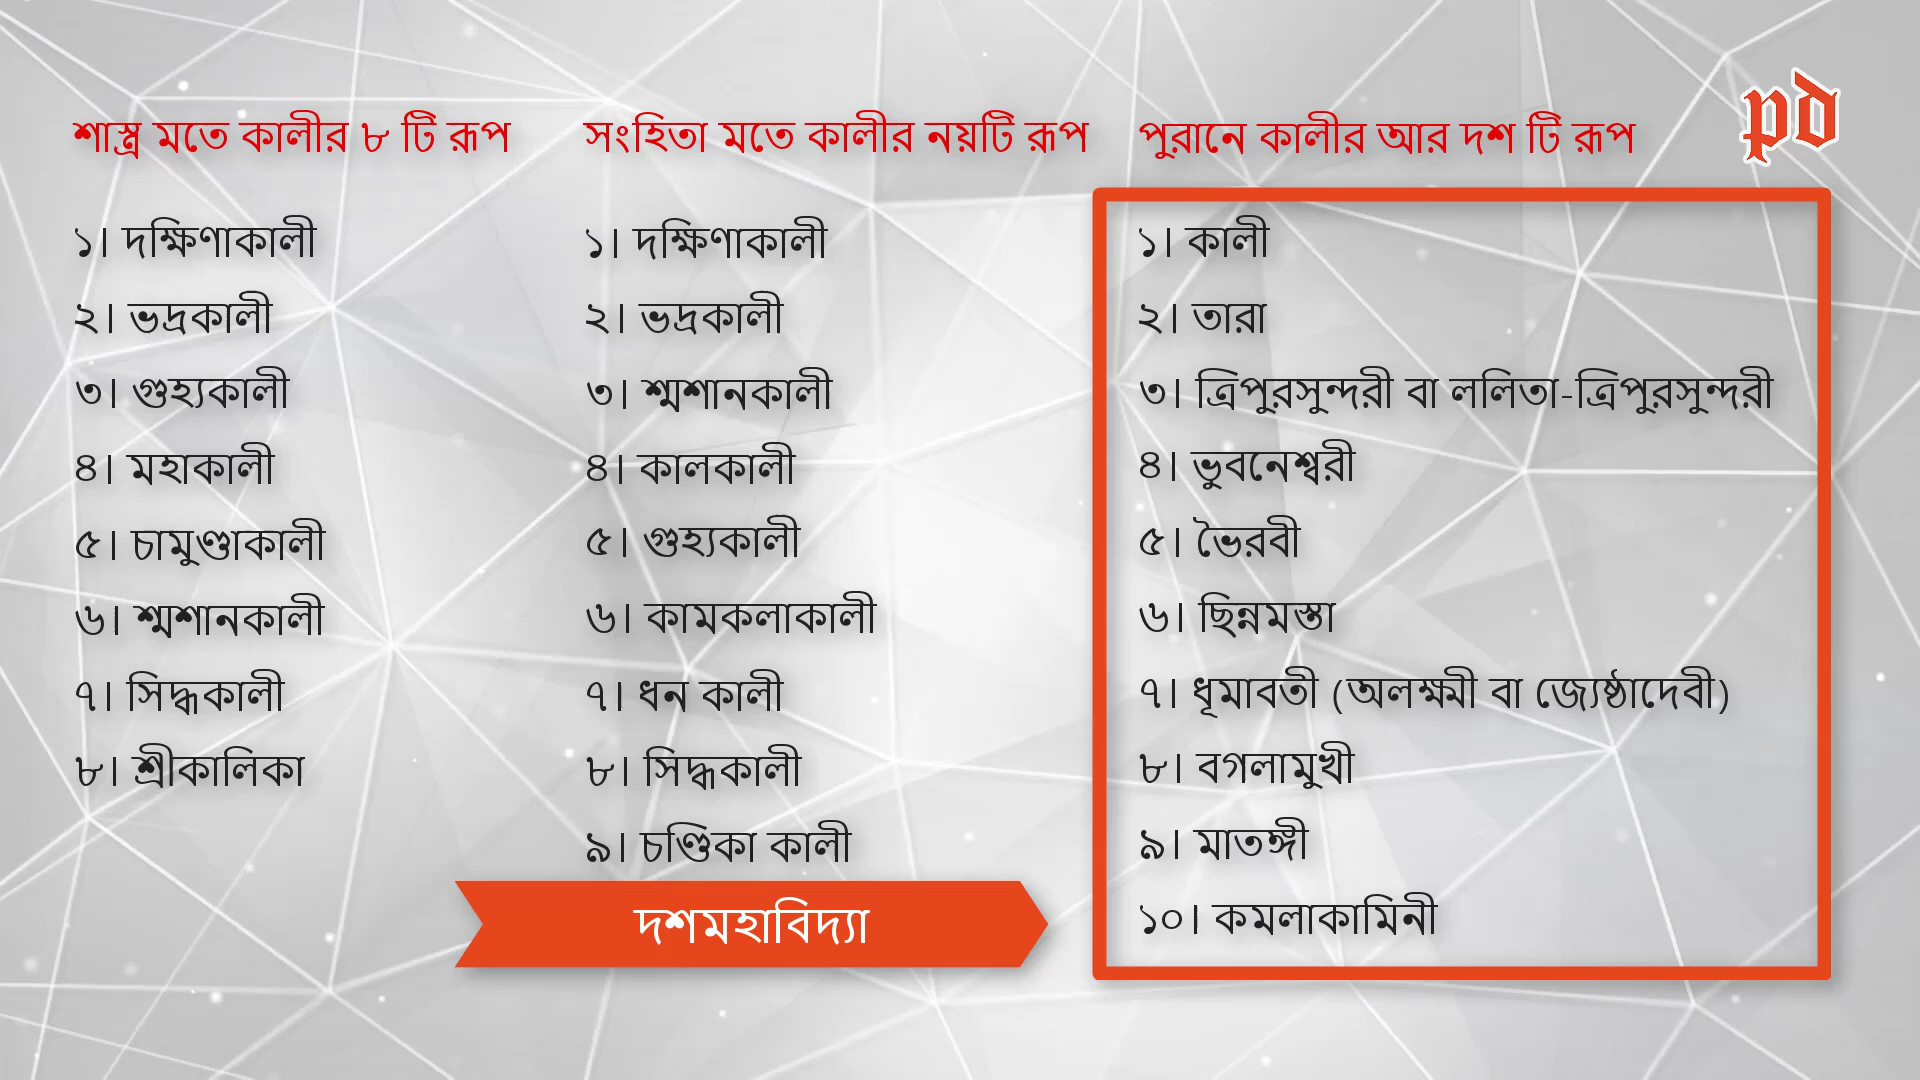 শাস্ত্র মতে কালীর ৮ টি রূপ
১। দক্ষিণাকালী
২। ভদ্রকালী
৩। গুহ্যকালী
৪। মহাকালী
৫। চামুণ্ডাকালী
৬। শ্মশানকালী
৭। সিদ্ধকালী
৮। শ্রীকালিকা
সংহিতা মতে কালীর নয়টি রূপ
১। দক্ষিণাকালী
২। ভদ্রকালী
৩। শ্মশানকালী
৪। কালকালী
৫। গুহ্যকালী
৬। কামকলাকালী
৭। ধন কালী
৮। সিদ্ধকালী
৯। চণ্ডিকা কালী
দশমহাবিদ্যা
পুরানে কালীর আর দশ টি রূপ
১। কালী
২। তারা
৩। ত্রিপুরসুন্দরী বা ললিতা-ত্রিপুরসুন্দরী
৪। ভুবনেশ্বরী
৫। ভৈরবী
৬। ছিন্নমস্তা
৭। ধূমাবতী (অলক্ষ্মী বা জ্যেষ্ঠাদেবী)
৮। বগলামুখী
৯। মাতঙ্গী
১০। কমলাকামিনী
pd